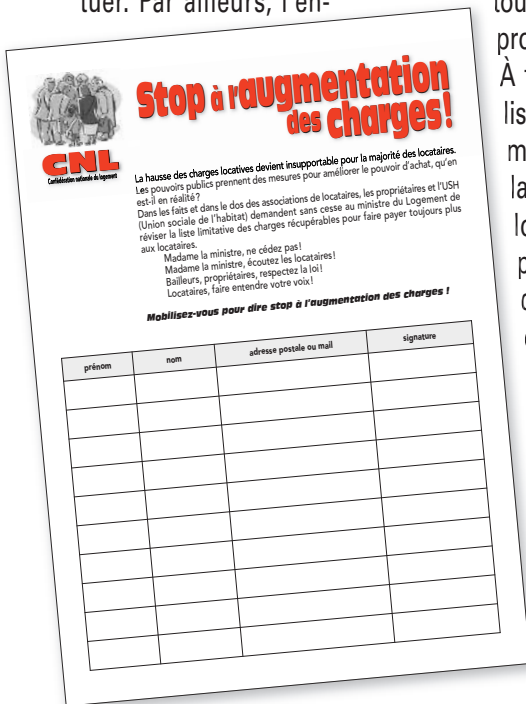 tuer. Par ailleurs, l'en-
Stop à l'augmentation
des charges!
CNL
Confédération nationale du logement
La hausse des charges locatives devient insupportable pour la majorité des locataires.
Les pouvoirs publics prennent des mesures pour améliorer le pouvoir d'achat, qu'en
est-il en réalité?
Dans les faits et dans le dos des associations de locataires, les propriétaires et l'USH
(Union sociale de l'habitat) demandent sans cesse au ministre du Logement de
réviser la liste limitative des charges récupérables pour faire payer toujours plus
aux locataires.
Madame la ministre, ne cédez pas!
Madame la ministre, écoutez les locataires!
Bailleurs, propriétaires, respectez la loi!
Locataires, faire entendre votre voix!
Mobilisez-vous pour dire stop à l'augmentation des charges !
prénom nom adresse postale ou mail signature
tou
pro
À
lis
m
la
lo
p